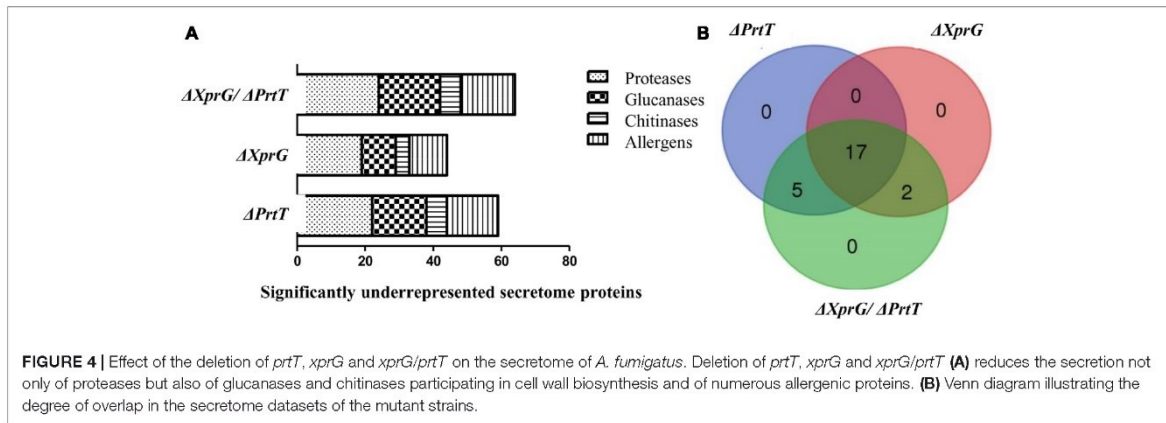 A
ΔXprG/ ΔPrtT
ΔXprG
ΔPrtT
0 20 40 60 80
Significantly underrepresented secretome proteins
Proteases
Glucanases
Chitinases
Allergens
B
ΔPrtT
ΔXprG
0
0
0
17
5
2
0
ΔXprG/ ΔPrtT
FIGURE 4 | Effect of the deletion of prtT, xprG and xprG/prtT on the secretome of A. fumigatus. Deletion of prtT, xprG and xprG/prtT (A) reduces the secretion not
only of proteases but also of glucanases and chitinases participating in cell wall biosynthesis and of numerous allergenic proteins. (B) Venn diagram illustrating the
degree of overlap in the secretome datasets of the mutant strains.